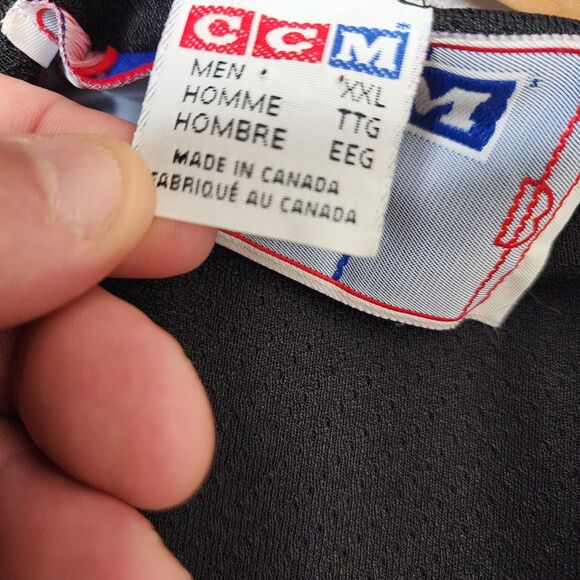 CCM
MEN XXL
HOMME TTG
HOMBRE EEG
MADE IN CANADA
FABRIQUÉ AU CANADA
M